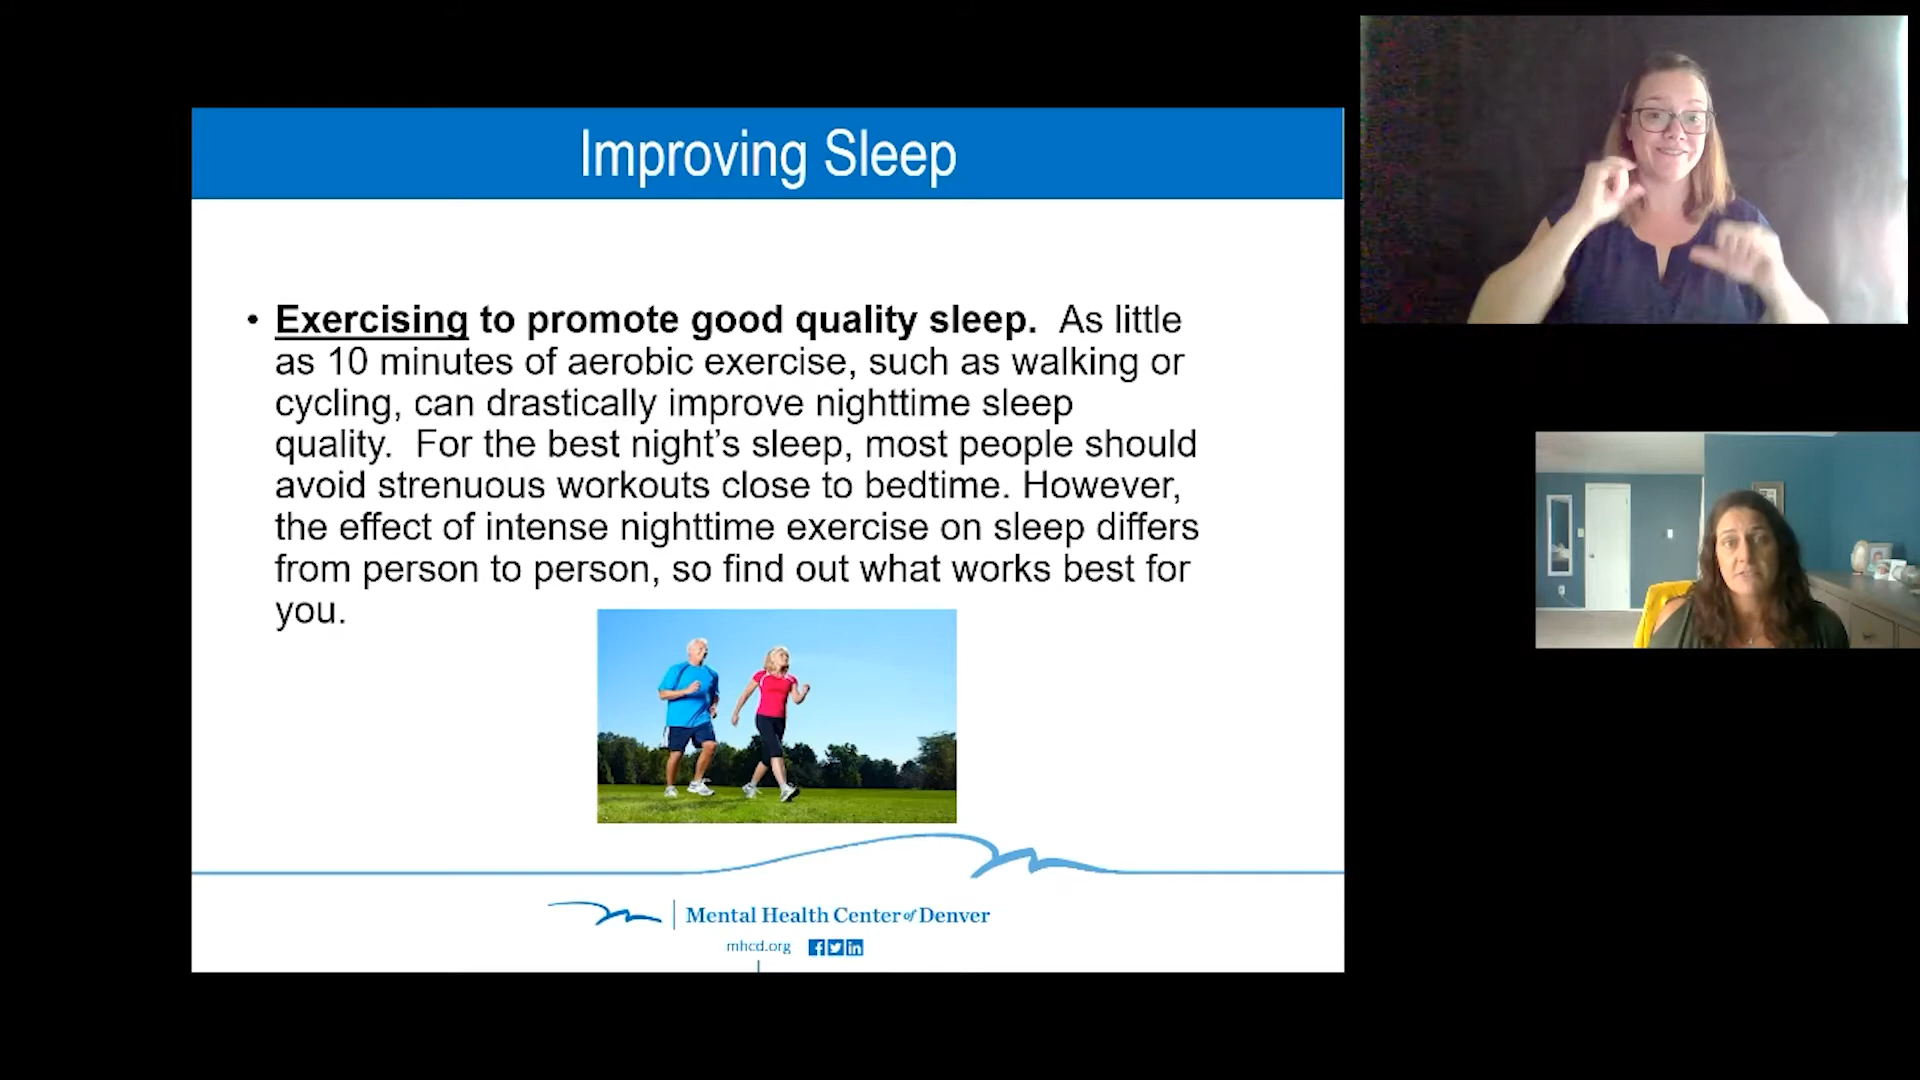 Improving Sleep
• Exercising to promote good quality sleep.  As little
as 10 minutes of aerobic exercise, such as walking or
cycling, can drastically improve nighttime sleep
quality.  For the best night’s sleep, most people should
avoid strenuous workouts close to bedtime. However,
the effect of intense nighttime exercise on sleep differs
from person to person, so find out what works best for
you.
Mental Health Center of Denver
mhcd.org